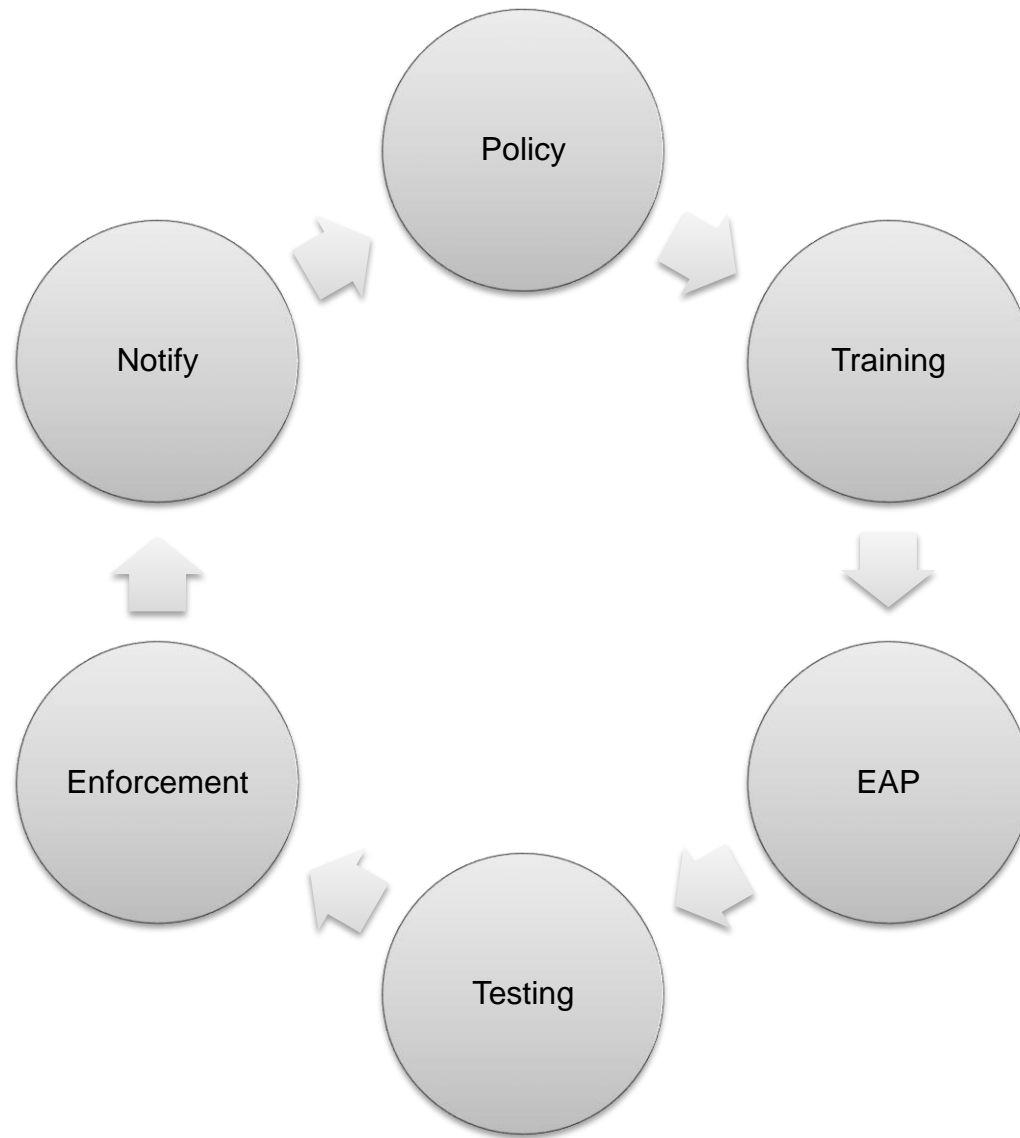 Policy
Training
EAP
Testing
Enforcement
Notify